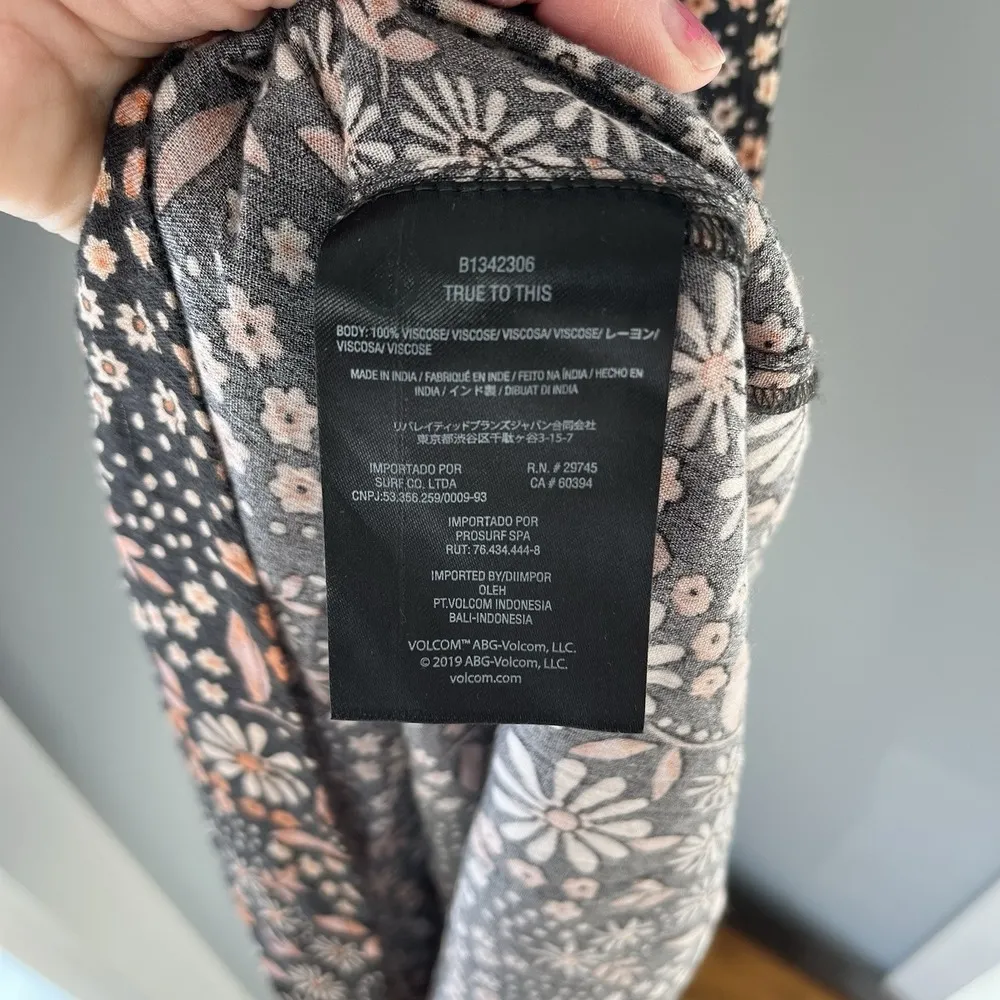 B1342306
TRUE TO THIS
BODY: 100% VISCOSE/ VISCOSE/ VISCOSA/ VISCOSE/ レーヨン/
VISCOSA/ VISCOSE
MADE IN INDIA / FABRIQUÉ EN INDE / FEITO NA ÍNDIA / HECHO EN
INDIA / インド製 / DIBUAT DI INDIA
リバレイティッドブランズジャパン合同会社
東京都渋谷区千駄ヶ谷3-15-7
IMPORTADO POR
SURF CO. LTDA
CNPJ:53.356.259/0009-93
R.N. # 29745
CA # 60394
IMPORTADO POR
PROSURF SPA
RUT: 76.434.444-8
IMPORTED BY/DIIMPOR
OLEH
PT.VOLCOM INDONESIA
BALI-INDONESIA
VOLCOM™ ABG-Volcom, LLC.
© 2019 ABG-Volcom, LLC.
volcom.com